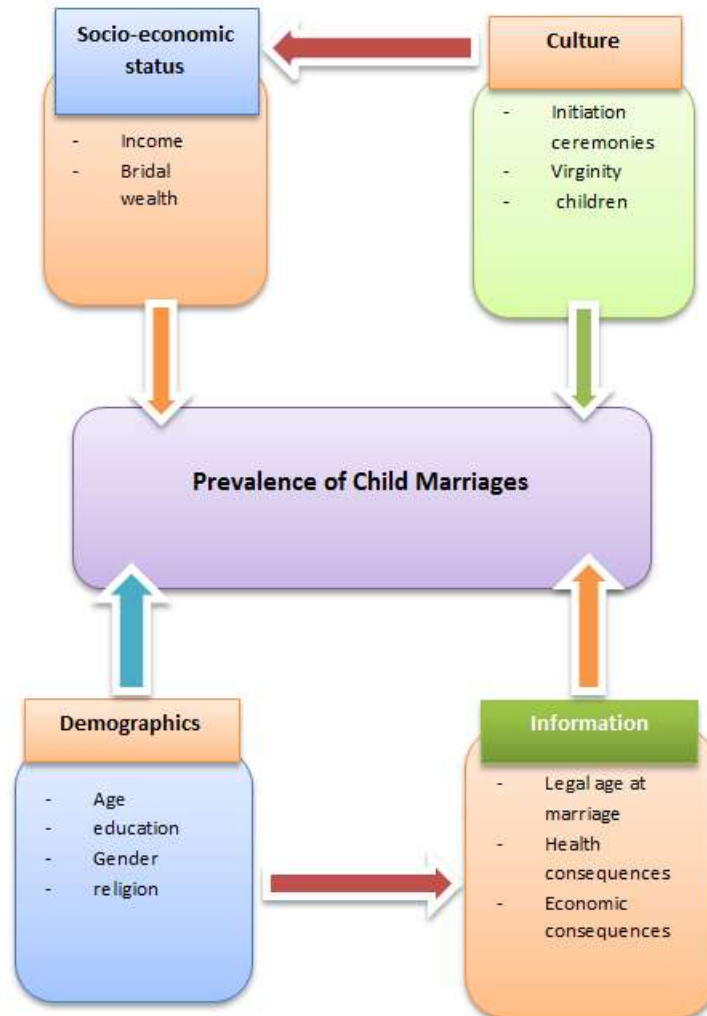 Socio-economic
status
- Income
- Bridal
wealth
Culture
- Initiation
ceremonies
- Virginity
- children
Prevalence of Child Marriages
Demographics
- Age
- education
- Gender
- religion
Information
- Legal age at
marriage
- Health
consequences
- Economic
consequences